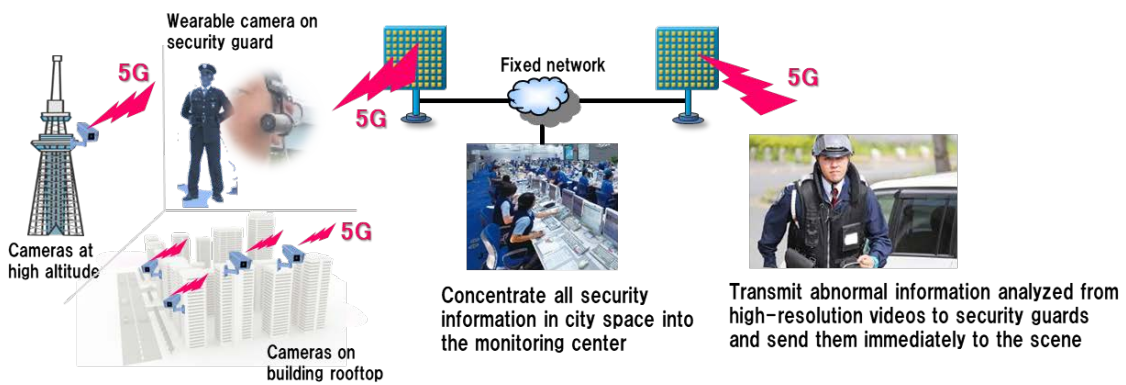 Wearable camera on
security guard
5G
5G
Fixed network
5G
Cameras at
high altitude
5G
Cameras on
building rooftop
Concentrate all security
information in city space into
the monitoring center
Transmit abnormal information analyzed from
high-resolution videos to security guards
and send them immediately to the scene